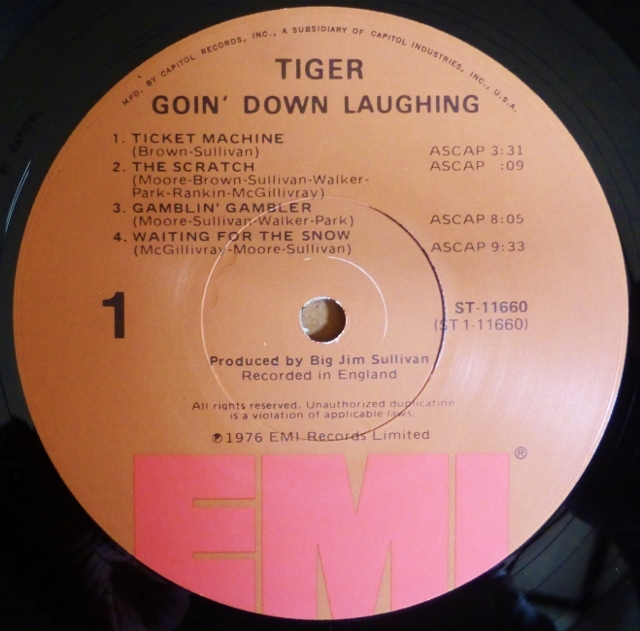 MFD. BY CAPITOL RECORDS, INC., A SUBSIDIARY OF CAPITOL INDUSTRIES, INC., U.S.A.
TIGER
GOIN' DOWN LAUGHING
1. TICKET MACHINE
(Brown-Sullivan) ASCAP 3:31
2. THE SCRATCH ASCAP :09
(Moore-Brown-Sullivan-Walker-
Park-Rankin-McGillivray)
3. GAMBLIN' GAMBLER
(Moore-Sullivan-Walker-Park) ASCAP 8:05
4. WAITING FOR THE SNOW
(McGillivray-Moore-Sullivan) ASCAP 9:33
1
ST-11660
(ST 1-11660)
Produced by Big Jim Sullivan
Recorded in England
All rights reserved. Unauthorized duplication
is a violation of applicable laws.
℗1976 EMI Records Limited
EMI®